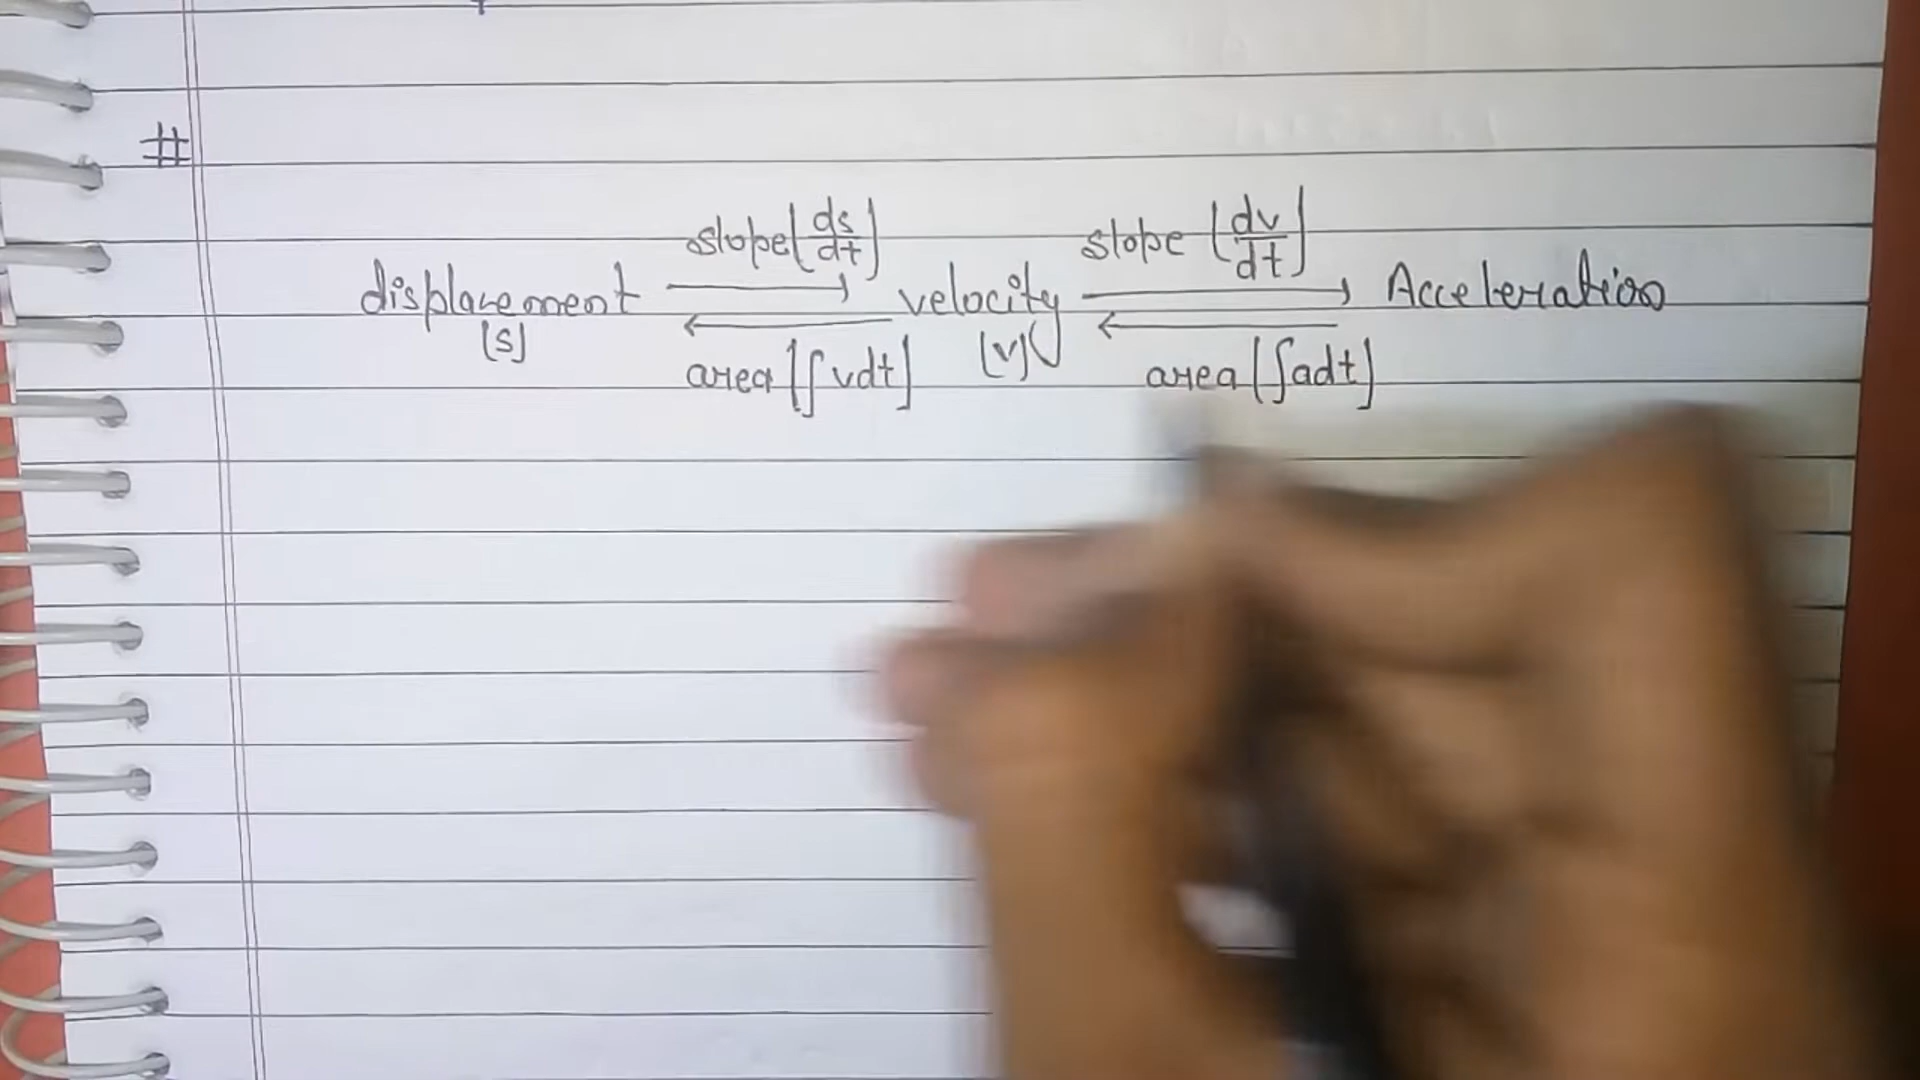 #
slope [ds/dt] slope [dv/dt]
displacement ⟶ velocity ⟶ Acceleration
[s] ⟵ [v] ⟵
area [∫vdt] area [∫adt]